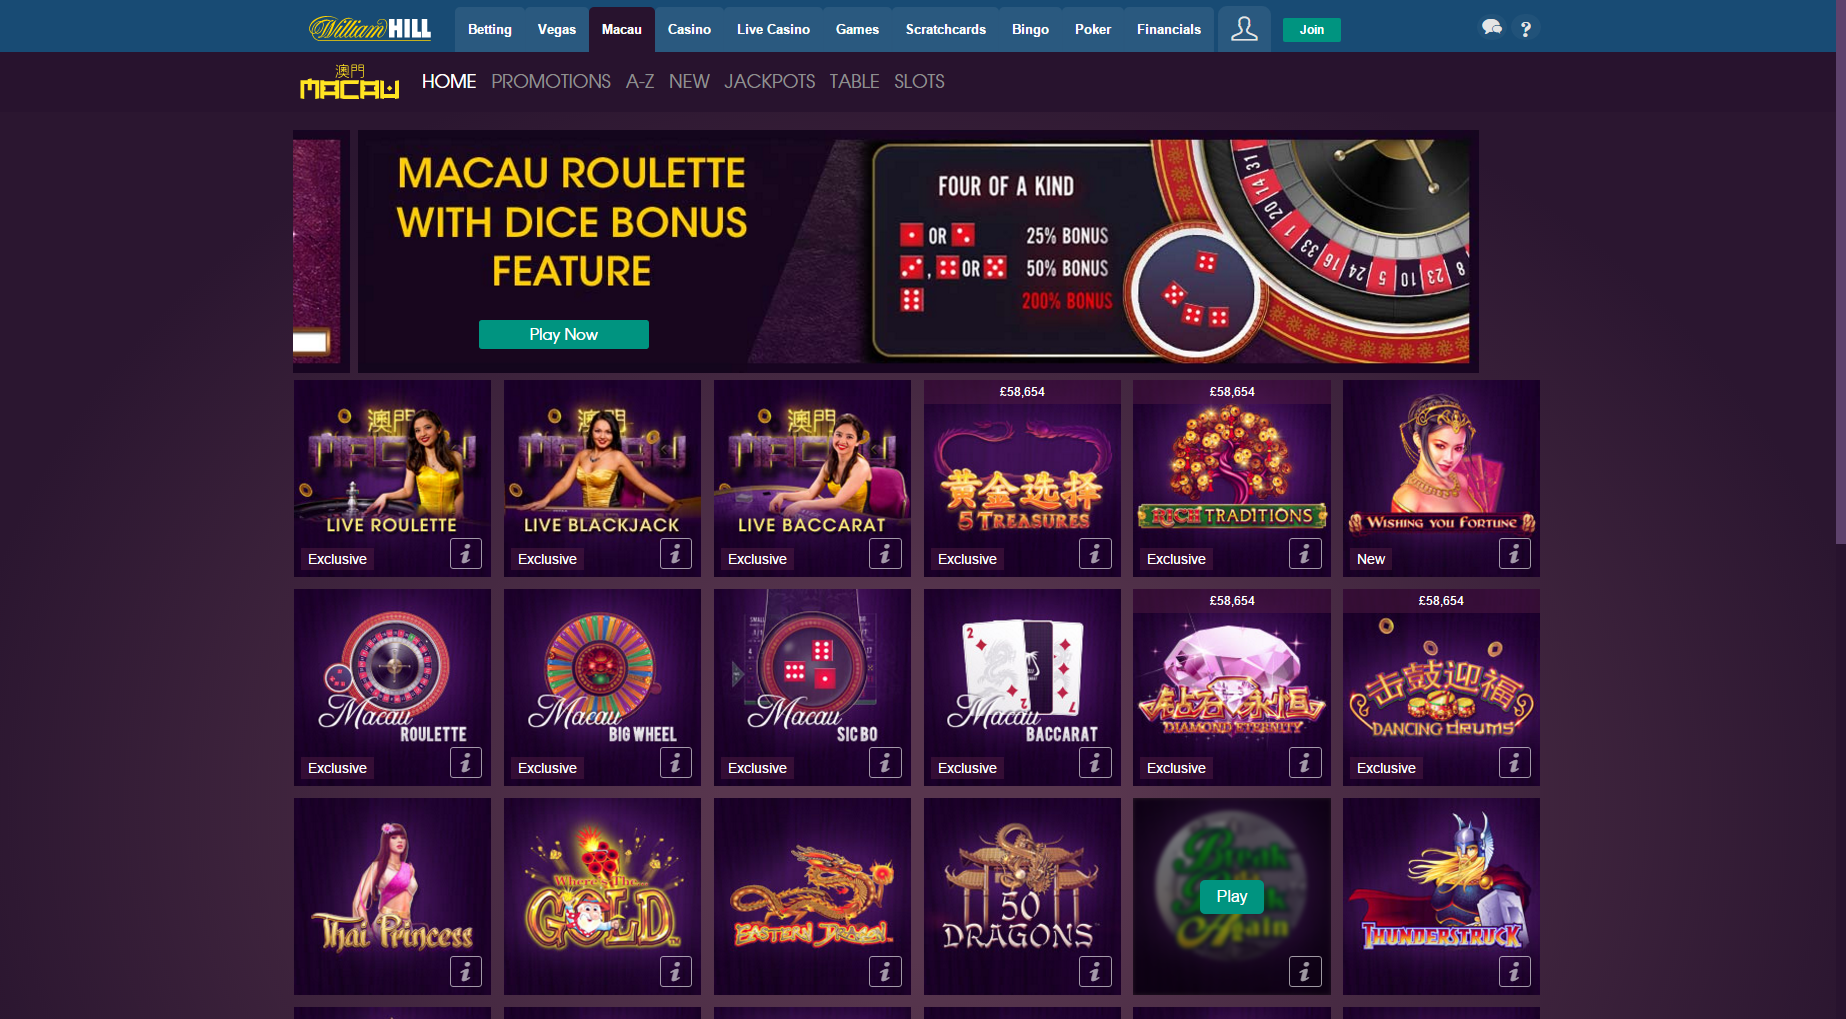 William HILL
Betting
Vegas
Macau
Casino
Live Casino
Games
Scratchcards
Bingo
Poker
Financials
Join
?
澳門
MACAU
HOME
PROMOTIONS
A-Z
NEW
JACKPOTS
TABLE
SLOTS
MACAU ROULETTE
WITH DICE BONUS
FEATURE
Play Now
FOUR OF A KIND
OR
25% BONUS
, OR
50% BONUS
200% BONUS
31
14
20
1
33
16
24
5
10
23
8
澳門
MACAU
LIVE ROULETTE
Exclusive
i
澳門
MACAU
LIVE BLACKJACK
Exclusive
i
澳門
MACAU
LIVE BACCARAT
Exclusive
i
£58,654
黄金选择
5 TREASURES
Exclusive
i
£58,654
RICH TRADITIONS
Exclusive
i
WISHING YOU FORTUNE
New
i
Macau
ROULETTE
Exclusive
i
Macau
BIG WHEEL
Exclusive
i
Macau
SIC BO
Exclusive
i
2
7
Macau
BACCARAT
Exclusive
i
£58,654
钻石永恒
DIAMOND ETERNITY
Exclusive
i
£58,654
击鼓迎福
DANCING DRUMS
Exclusive
i
Thai Princess
i
Where's The...
GOLD™
i
EASTERN DRAGON™
i
50
DRAGONS™
i
Break
Play
Again
i
THUNDERSTRUCK
i